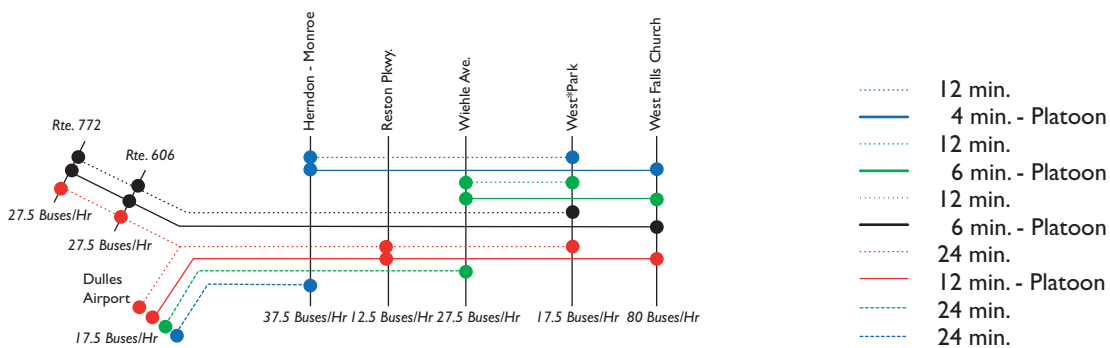 Herndon - Monroe
Reston Pkwy.
Wiehle Ave.
West*Park
West Falls Church
Rte. 772
Rte. 606
27.5 Buses/Hr
27.5 Buses/Hr
Dulles
Airport
17.5 Buses/Hr
37.5 Buses/Hr
12.5 Buses/Hr
27.5 Buses/Hr
17.5 Buses/Hr
80 Buses/Hr
12 min.
4 min. - Platoon
12 min.
6 min. - Platoon
12 min.
6 min. - Platoon
24 min.
12 min. - Platoon
24 min.
24 min.